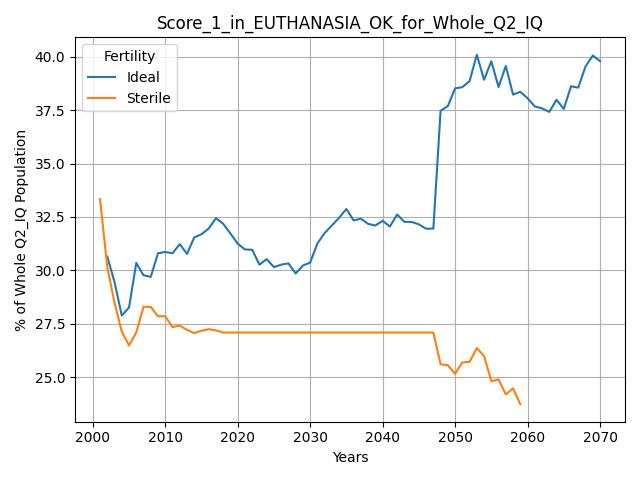 Score_1_in_EUTHANASIA_OK_for_Whole_Q2_IQ
Fertility
Ideal
Sterile
% of Whole Q2_IQ Population
40.0
37.5
35.0
32.5
30.0
27.5
25.0
2000 2010 2020 2030 2040 2050 2060 2070
Years